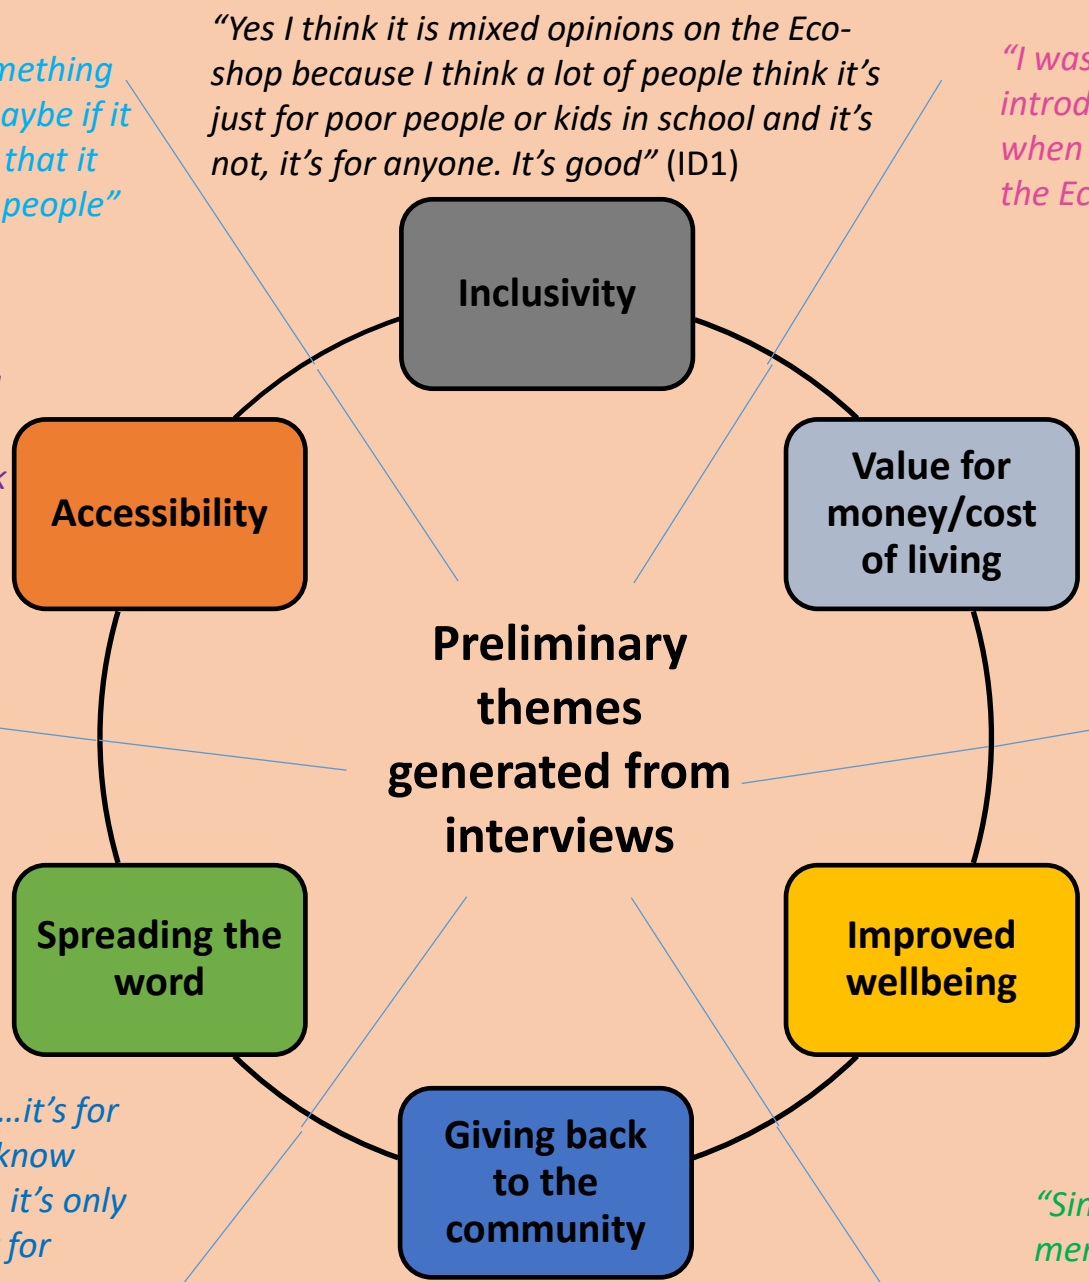 “Yes I think it is mixed opinions on the Eco-
shop because I think a lot of people think it’s
just for poor people or kids in school and it’s
not, it’s for anyone. It’s good” (ID1)
mething
aybe if it
that it
people”
“I was
introd
when
the Ec
Inclusivity
Accessibility
Value for
money/cost
of living
Preliminary
themes
generated from
interviews
Spreading the
word
Improved
wellbeing
Giving back
to the
community
…it’s for
know
it’s only
for
“Sin
mer